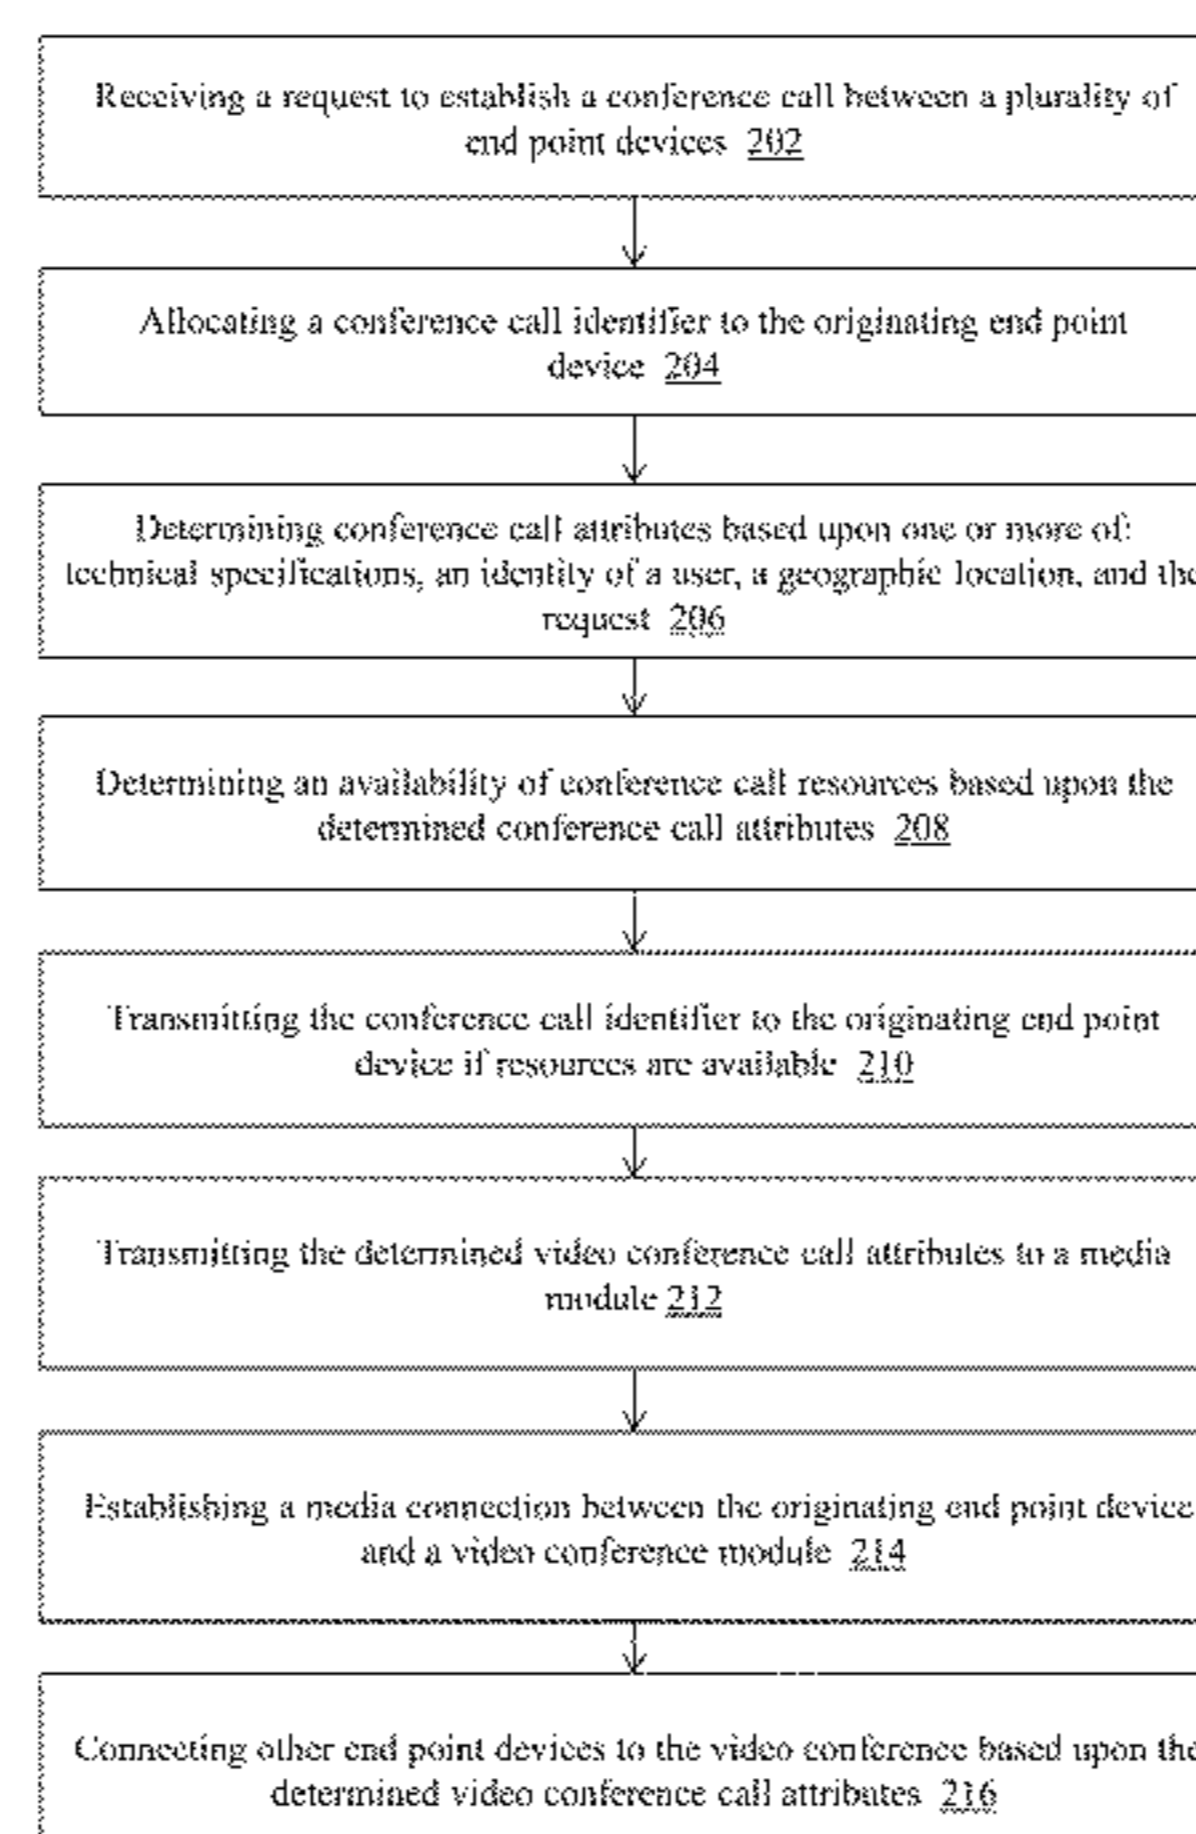 Receiving a request to establish a conference call between a plurality of
end point devices 202
Allocating a conference call identifier to the originating end point
device 204
Determining conference call attributes based upon one or more of:
technical specifications, an identity of a user, a geographic location, and the
request 206
Determining an availability of conference call resources based upon the
determined conference call attributes 208
Transmitting the conference call identifier to the originating end point
device if resources are available 210
Transmitting the determined video conference call attributes to a media
module 212
Establishing a media connection between the originating end point device
and a video conference module 214
Connecting other end point devices to the video conference based upon the
determined video conference call attributes 216